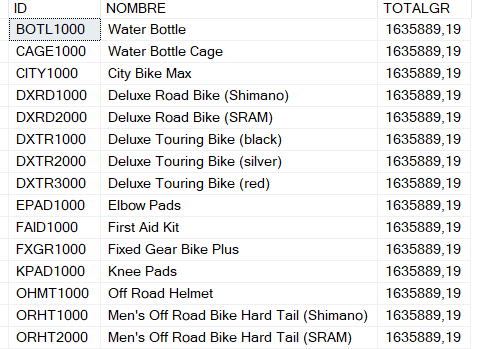 ID NOMBRE TOTALGR
BOTL1000 Water Bottle 1635889,19
CAGE1000 Water Bottle Cage 1635889,19
CITY1000 City Bike Max 1635889,19
DXRD1000 Deluxe Road Bike (Shimano) 1635889,19
DXRD2000 Deluxe Road Bike (SRAM) 1635889,19
DXTR1000 Deluxe Touring Bike (black) 1635889,19
DXTR2000 Deluxe Touring Bike (silver) 1635889,19
DXTR3000 Deluxe Touring Bike (red) 1635889,19
EPAD1000 Elbow Pads 1635889,19
FAID1000 First Aid Kit 1635889,19
FXGR1000 Fixed Gear Bike Plus 1635889,19
KPAD1000 Knee Pads 1635889,19
OHMT1000 Off Road Helmet 1635889,19
ORHT1000 Men's Off Road Bike Hard Tail (Shimano) 1635889,19
ORHT2000 Men's Off Road Bike Hard Tail (SRAM) 1635889,19